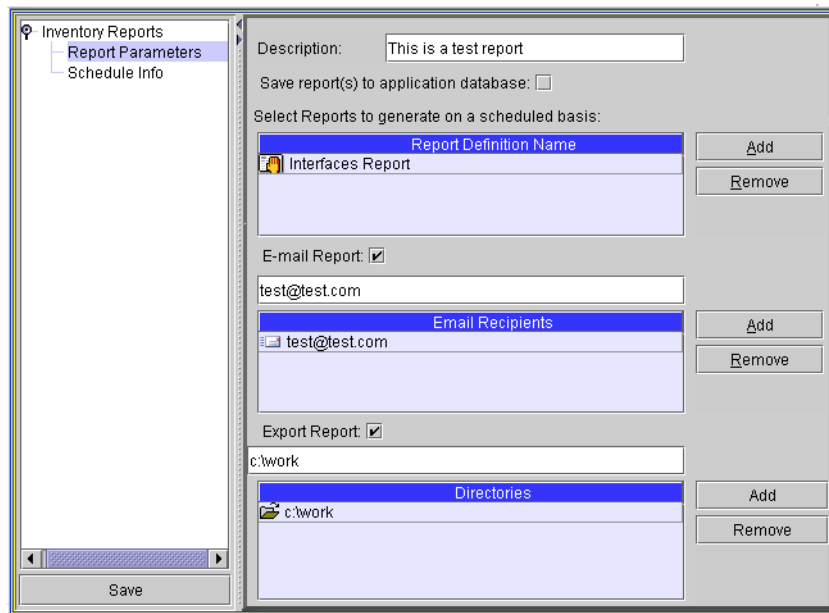 Inventory Reports
Report Parameters
Schedule Info
Save
Description: This is a test report
Save report(s) to application database:
Select Reports to generate on a scheduled basis:
Report Definition Name
Interfaces Report
Add
Remove
E-mail Report:
test@test.com
Email Recipients
test@test.com
Add
Remove
Export Report:
c:\work
Directories
c:\work
Add
Remove